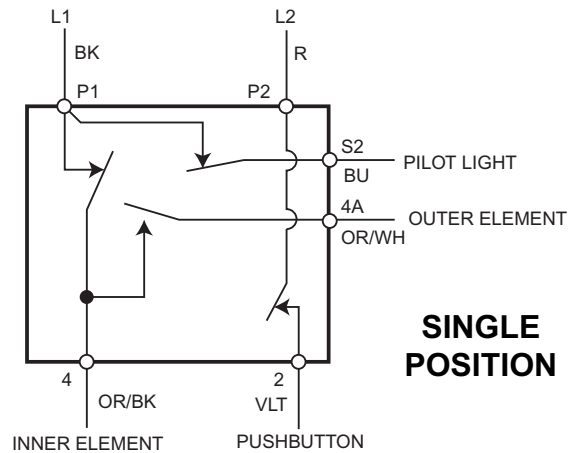 L1
L2
BK
R
P1
P2
S2
BU
PILOT LIGHT
4A
OR/WH
OUTER ELEMENT
SINGLE
POSITION
4
OR/BK
2
VLT
INNER ELEMENT
PUSHBUTTON